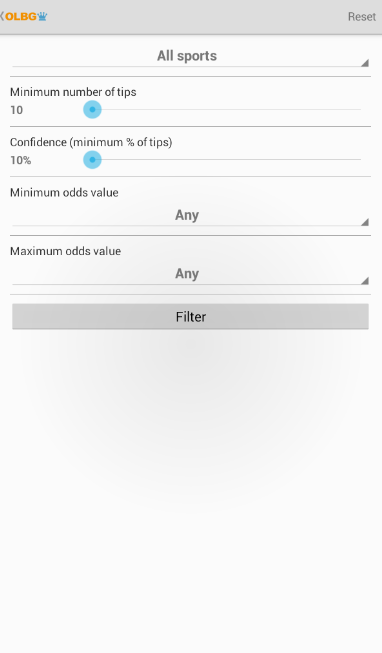 OLBG
Reset
All sports
Minimum number of tips
10
Confidence (minimum % of tips)
10%
Minimum odds value
Any
Maximum odds value
Any
Filter